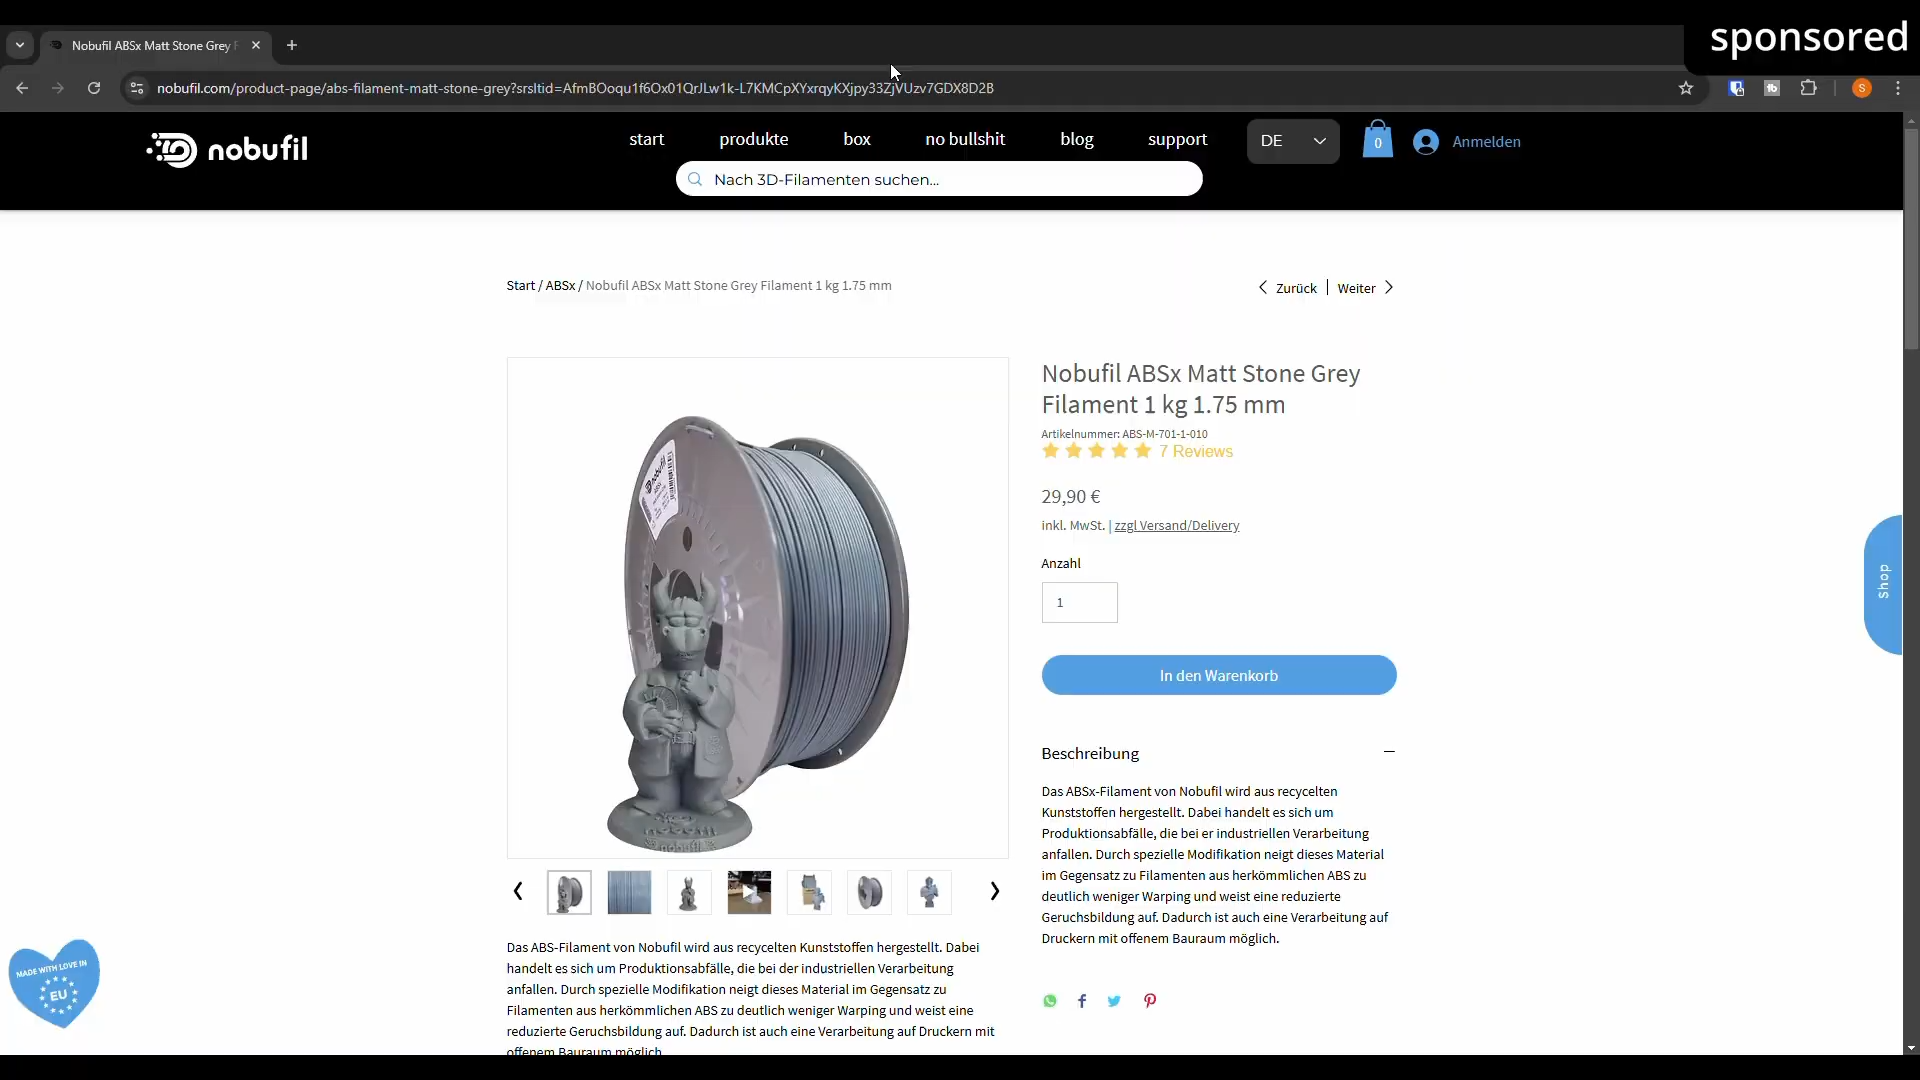 sponsored
Nobufil ABSx Matt Stone Grey F
nobufil.com/product-page/abs-filament-matt-stone-grey?srsltid=AfmBOoqu1f6Ox01QrJLw1k-L7KMCpXYxrqyKXjpy33ZjVUzv7GDX8D2B
S
nobufil
start
produkte
box
no bullshit
blog
support
DE
0
Anmelden
Nach 3D-Filamenten suchen...
Start / ABSx / Nobufil ABSx Matt Stone Grey Filament 1 kg 1.75 mm
Zurück | Weiter
Nobufil ABSx Matt Stone Grey
Filament 1 kg 1.75 mm
Artikelnummer: ABS-M-701-1-010
7 Reviews
29,90 €
inkl. MwSt. | zzgl Versand/Delivery
Anzahl
1
In den Warenkorb
Shop
Beschreibung
Das ABSx-Filament von Nobufil wird aus recycelten
Kunststoffen hergestellt. Dabei handelt es sich um
Produktionsabfälle, die bei er industriellen Verarbeitung
anfallen. Durch spezielle Modifikation neigt dieses Material
im Gegensatz zu Filamenten aus herkömmlichen ABS zu
deutlich weniger Warping und weist eine reduzierte
Geruchsbildung auf. Dadurch ist auch eine Verarbeitung auf
Druckern mit offenem Bauraum möglich.
nobufil
nobufil
Das ABS-Filament von Nobufil wird aus recycelten Kunststoffen hergestellt. Dabei
handelt es sich um Produktionsabfälle, die bei der industriellen Verarbeitung
anfallen. Durch spezielle Modifikation neigt dieses Material im Gegensatz zu
Filamenten aus herkömmlichen ABS zu deutlich weniger Warping und weist eine
reduzierte Geruchsbildung auf. Dadurch ist auch eine Verarbeitung auf Druckern mit
offenem Bauraum möglich.
MADE WITH LOVE IN
EU